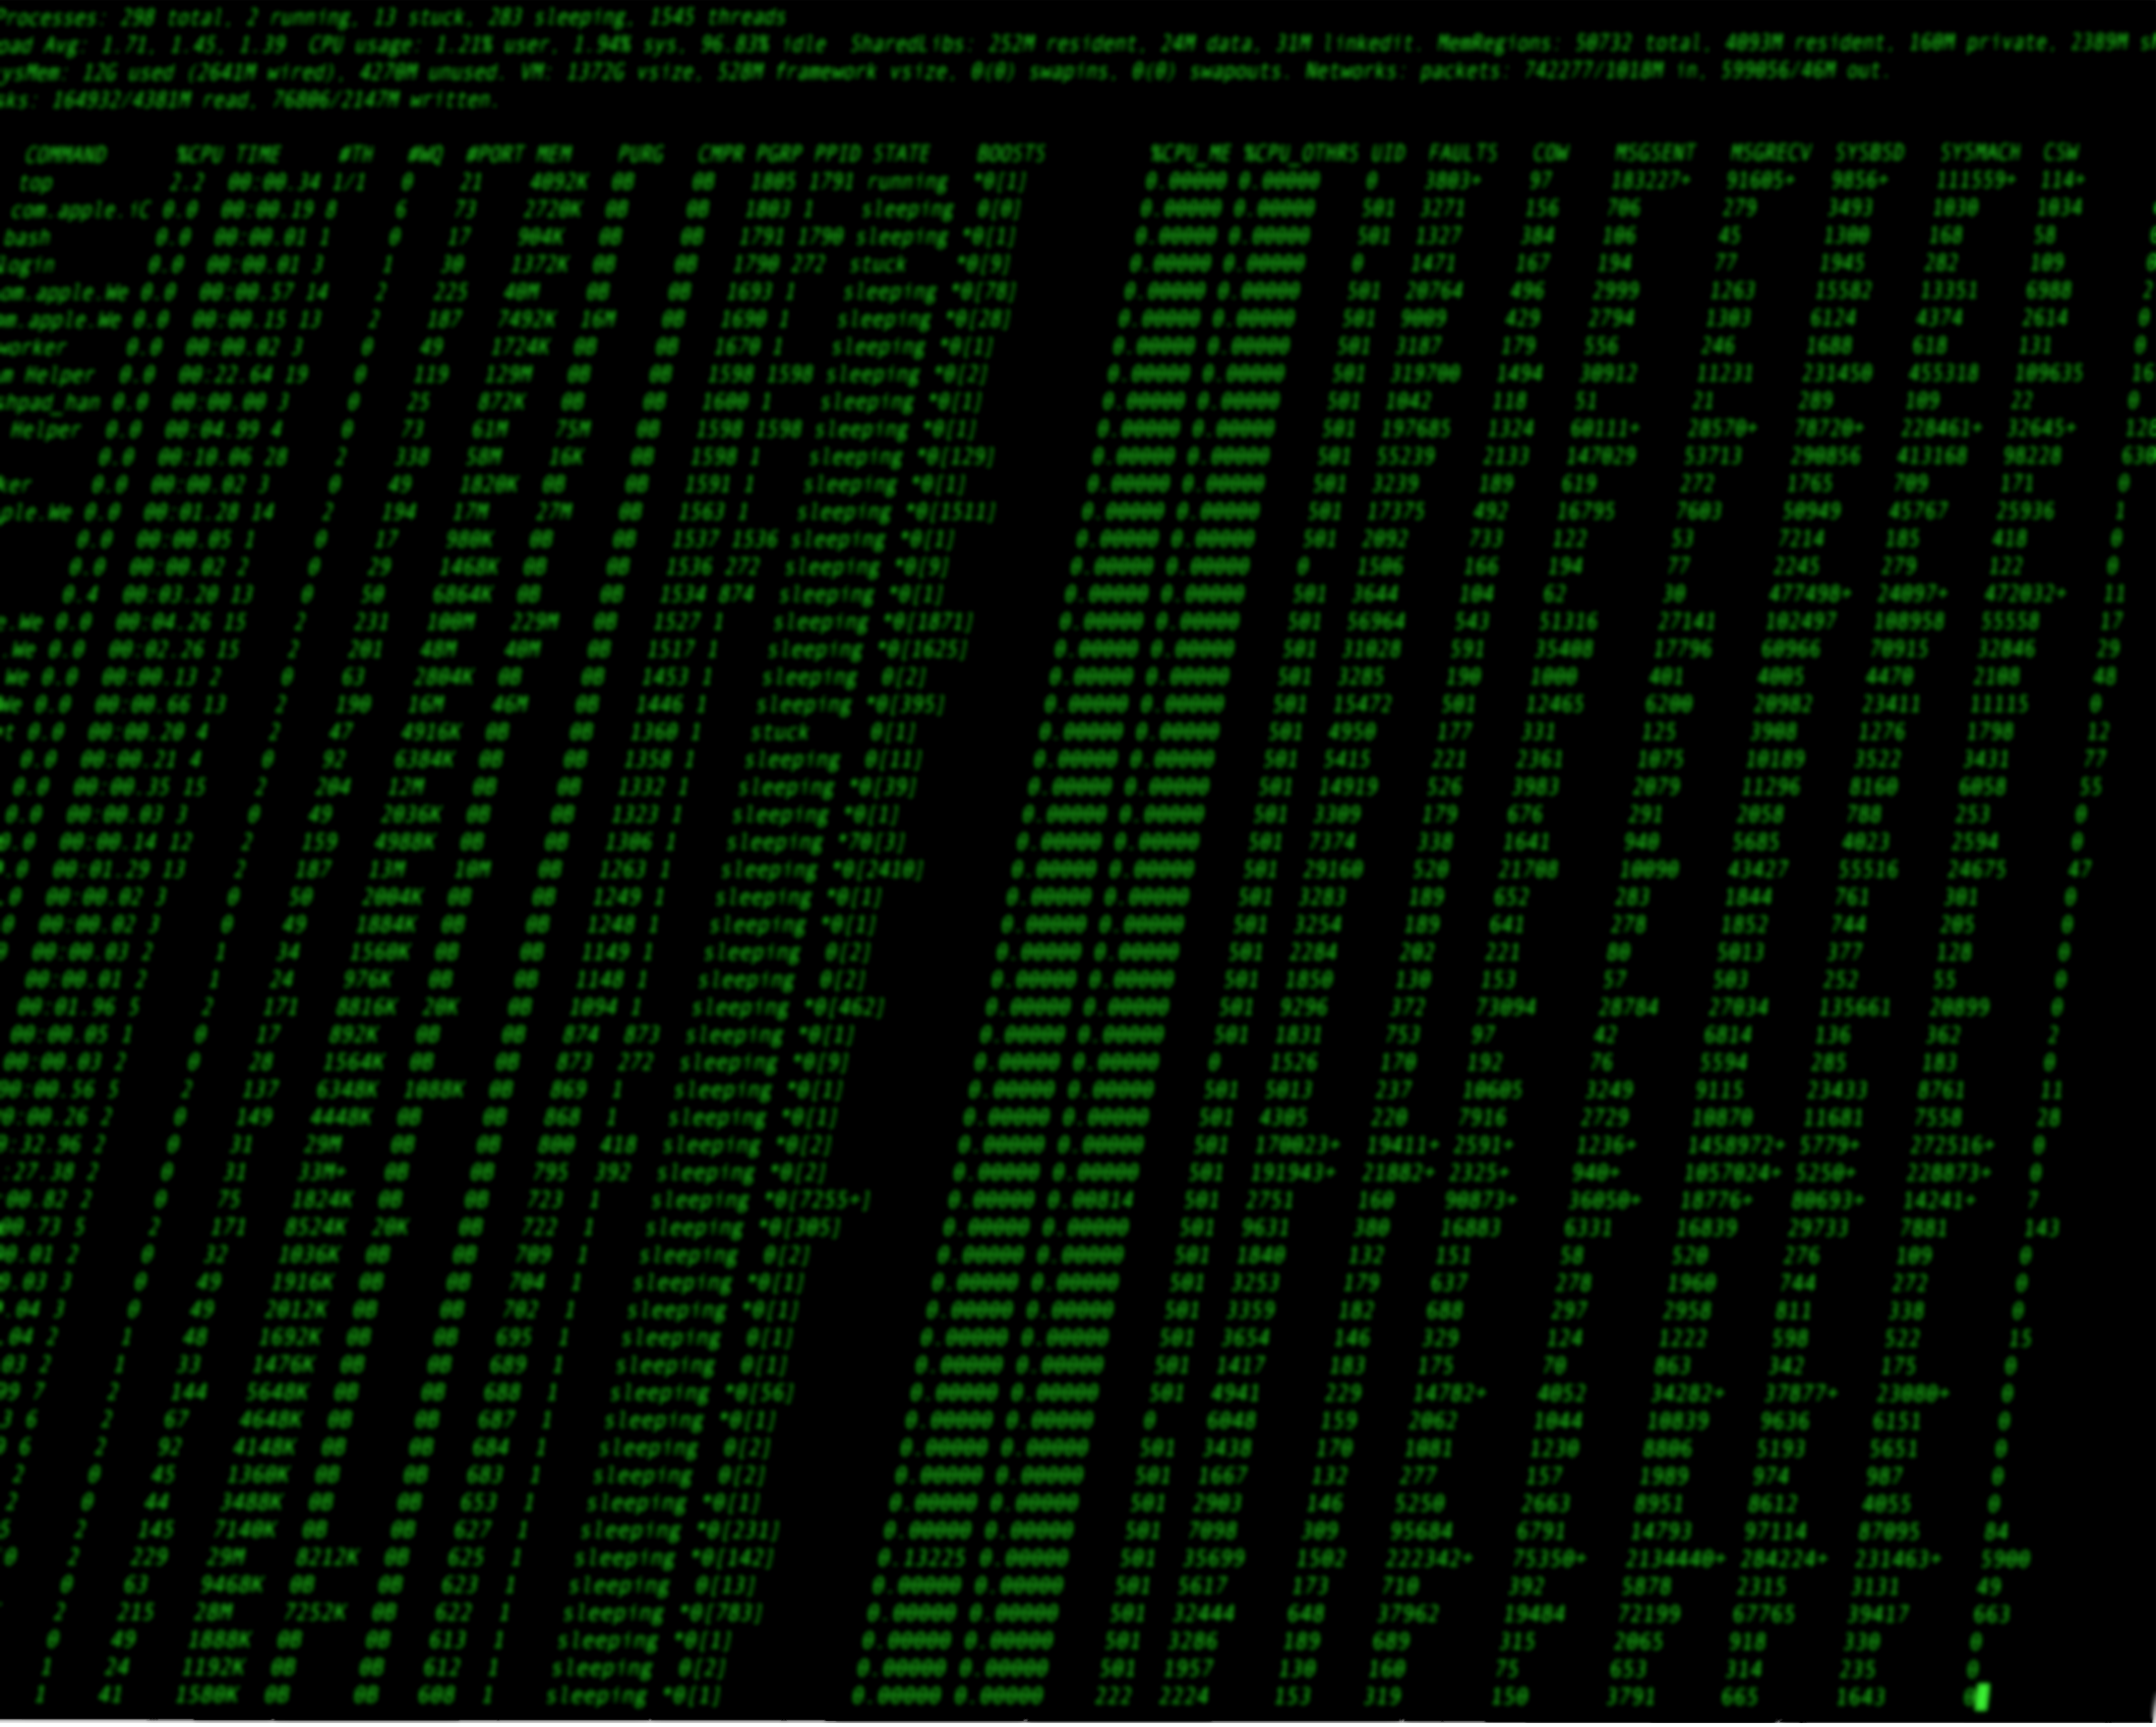 Processes: 298 total, 2 running, 13 stuck, 283 sleeping, 1545 threads
oad Avg: 1.71, 1.45, 1.39 CPU usage: 1.21% user, 1.94% sys, 96.83% idle SharedLibs: 252M resident, 24M data, 31M linkedit. MemRegions: 50732 total, 4093M resident, 160M private, 2389M sh
ysMem: 12G used (2641M wired), 4270M unused. VM: 1372G vsize, 528M framework vsize, 0(0) swapins, 0(0) swapouts. Networks: packets: 742277/1018M in, 599056/46M out.
sks: 164932/4381M read, 76806/2147M written.
COMMAND %CPU TIME #TH #WQ #PORT MEM PURG CMPR PGRP PPID STATE BOOSTS %CPU_ME %CPU_OTHRS UID FAULTS COW MSGSENT MSGRECV SYSBSD SYSMACH CSW
top 2.2 00:00.34 1/1 0 21 4092K 0B 0B 1805 1791 running *0[1] 0.00000 0.00000 0 3803+ 97 183227+ 91605+ 9856+ 111559+ 114+
com.apple.iC 0.0 00:00.19 8 6 73 2720K 0B 0B 1803 1 sleeping 0[0] 0.00000 0.00000 501 3271 156 706 279 3493 1030 1034
bash 0.0 00:00.01 1 0 17 904K 0B 0B 1791 1790 sleeping *0[1] 0.00000 0.00000 501 1327 384 106 45 1300 168 58 0
login 0.0 00:00.01 3 1 30 1372K 0B 0B 1790 272 stuck *0[9] 0.00000 0.00000 0 1471 167 194 77 1945 282 109 0
om.apple.We 0.0 00:00.57 14 2 225 40M 0B 0B 1693 1 sleeping *0[78] 0.00000 0.00000 501 20764 496 2999 1263 15582 13351 6988 2
om.apple.We 0.0 00:00.15 13 2 187 7492K 16M 0B 1690 1 sleeping *0[28] 0.00000 0.00000 501 9009 429 2794 1303 6124 4374 2614 0
worker 0.0 00:00.02 3 0 49 1724K 0B 0B 1670 1 sleeping *0[1] 0.00000 0.00000 501 3187 179 556 246 1688 618 131 0
m Helper 0.0 00:22.64 19 0 119 129M 0B 0B 1598 1598 sleeping *0[2] 0.00000 0.00000 501 319700 1494 30912 11231 231450 455318 109635 16
shpad_han 0.0 00:00.00 3 0 25 872K 0B 0B 1600 1 sleeping *0[1] 0.00000 0.00000 501 1042 118 51 21 289 109 22 0
Helper 0.0 00:04.99 4 0 73 61M 75M 0B 1598 1598 sleeping *0[1] 0.00000 0.00000 501 197685 1324 60111+ 28570+ 78720+ 228461+ 32645+ 128
0.0 00:10.06 28 2 338 58M 16K 0B 1598 1 sleeping *0[129] 0.00000 0.00000 501 55239 2133 147029 53713 290856 413168 98228 630
ker 0.0 00:00.02 3 0 49 1820K 0B 0B 1591 1 sleeping *0[1] 0.00000 0.00000 501 3239 189 619 272 1765 709 171 0
ple.We 0.0 00:01.28 14 2 194 17M 27M 0B 1563 1 sleeping *0[1511] 0.00000 0.00000 501 17375 492 16795 7603 50949 45767 25936 1
0.0 00:00.05 1 0 17 980K 0B 0B 1537 1536 sleeping *0[1] 0.00000 0.00000 501 2092 733 122 53 7214 185 418 0
0.0 00:00.02 2 0 29 1468K 0B 0B 1536 272 sleeping *0[9] 0.00000 0.00000 0 1506 166 194 77 2245 279 122 0
0.4 00:03.20 13 0 50 6864K 0B 0B 1534 874 sleeping *0[1] 0.00000 0.00000 501 3644 104 62 30 477498+ 24097+ 472032+ 11
e.We 0.0 00:04.26 15 2 231 100M 229M 0B 1527 1 sleeping *0[1871] 0.00000 0.00000 501 56964 543 51316 27141 102497 108958 55558 17
.We 0.0 00:02.26 15 2 201 48M 40M 0B 1517 1 sleeping *0[1625] 0.00000 0.00000 501 31028 591 35408 17796 60966 70915 32846 29
We 0.0 00:00.13 2 0 63 2804K 0B 0B 1453 1 sleeping 0[2] 0.00000 0.00000 501 3285 190 1000 401 4005 4470 2108 48
We 0.0 00:00.66 13 2 190 16M 46M 0B 1446 1 sleeping *0[395] 0.00000 0.00000 501 15472 501 12465 6200 20982 23411 11115 0
t 0.0 00:00.20 4 2 47 4916K 0B 0B 1360 1 stuck 0[1] 0.00000 0.00000 501 4950 177 331 125 3908 1276 1798 12
0.0 00:00.21 4 0 92 6384K 0B 0B 1358 1 sleeping 0[11] 0.00000 0.00000 501 5415 221 2361 1075 10189 3522 3431 77
0.0 00:00.35 15 2 204 12M 0B 0B 1332 1 sleeping *0[39] 0.00000 0.00000 501 14919 526 3983 2079 11296 8160 6058 55
0.0 00:00.03 3 0 49 2036K 0B 0B 1323 1 sleeping *0[1] 0.00000 0.00000 501 3309 179 676 291 2058 788 253 0
0.0 00:00.14 12 2 159 4988K 0B 0B 1306 1 sleeping *70[3] 0.00000 0.00000 501 7374 338 1641 940 5685 4023 2594 0
.0 00:01.29 13 2 187 13M 10M 0B 1263 1 sleeping *0[2410] 0.00000 0.00000 501 29160 520 21708 10090 43427 55516 24675 47
.0 00:00.02 3 0 50 2004K 0B 0B 1249 1 sleeping *0[1] 0.00000 0.00000 501 3283 189 652 283 1844 761 301 0
0 00:00.02 3 0 49 1884K 0B 0B 1248 1 sleeping *0[1] 0.00000 0.00000 501 3254 189 641 278 1852 744 205 0
00:00.03 2 1 34 1560K 0B 0B 1149 1 sleeping 0[2] 0.00000 0.00000 501 2284 202 221 80 5013 377 128 0
00:00.01 2 1 24 976K 0B 0B 1148 1 sleeping 0[2] 0.00000 0.00000 501 1850 130 153 57 503 252 55 0
00:01.96 5 2 171 8816K 20K 0B 1094 1 sleeping *0[462] 0.00000 0.00000 501 9296 372 73094 28784 27034 135661 20899 0
00:00.05 1 0 17 892K 0B 0B 874 873 sleeping *0[1] 0.00000 0.00000 501 1831 753 97 42 6814 136 362 2
00:00.03 2 0 28 1564K 0B 0B 873 272 sleeping *0[9] 0.00000 0.00000 0 1526 170 192 76 5594 285 183 0
00:00.56 5 2 137 6348K 1088K 0B 869 1 sleeping *0[1] 0.00000 0.00000 501 5013 237 10605 3249 9115 23433 8761 11
0:00.26 2 0 149 4448K 0B 0B 868 1 sleeping *0[1] 0.00000 0.00000 501 4305 220 7916 2729 10870 11681 7558 28
:32.96 2 0 31 29M 0B 0B 800 418 sleeping *0[2] 0.00000 0.00000 501 170023+ 19411+ 2591+ 1236+ 1458972+ 5779+ 272516+ 0
:27.38 2 0 31 33M+ 0B 0B 795 392 sleeping *0[2] 0.00000 0.00000 501 191943+ 21882+ 2325+ 940+ 1057024+ 5250+ 228873+ 0
00.82 2 0 75 1824K 0B 0B 723 1 sleeping *0[7255+] 0.00000 0.00814 501 2751 160 90873+ 36050+ 18776+ 80693+ 14241+ 7
00.73 5 2 171 8524K 20K 0B 722 1 sleeping *0[305] 0.00000 0.00000 501 9631 380 16883 6331 16839 29733 7881 143
0.01 2 0 32 1036K 0B 0B 709 1 sleeping 0[2] 0.00000 0.00000 501 1840 132 151 58 520 276 109 0
0.03 3 0 49 1916K 0B 0B 704 1 sleeping *0[1] 0.00000 0.00000 501 3253 179 637 278 1960 744 272 0
.04 3 0 49 2012K 0B 0B 702 1 sleeping *0[1] 0.00000 0.00000 501 3359 182 688 297 2958 811 338 0
.04 2 1 48 1692K 0B 0B 695 1 sleeping 0[1] 0.00000 0.00000 501 3654 146 329 124 1222 598 522 15
03 2 1 33 1476K 0B 0B 689 1 sleeping 0[1] 0.00000 0.00000 501 1417 183 175 70 863 342 175 0
99 7 2 144 5648K 0B 0B 688 1 sleeping *0[56] 0.00000 0.00000 501 4941 229 14782+ 4052 34282+ 37877+ 23080+ 0
3 6 2 67 4648K 0B 0B 687 1 sleeping *0[1] 0.00000 0.00000 0 6048 159 2062 1044 10839 9636 6151 0
6 2 92 4148K 0B 0B 684 1 sleeping 0[2] 0.00000 0.00000 501 3438 170 1081 1230 8806 5193 5651 0
2 0 45 1360K 0B 0B 683 1 sleeping 0[2] 0.00000 0.00000 501 1667 132 277 157 1989 974 987 0
2 0 44 3488K 0B 0B 653 1 sleeping *0[1] 0.00000 0.00000 501 2903 146 5250 2663 8951 8612 4055 0
5 2 145 7140K 0B 0B 627 1 sleeping *0[231] 0.00000 0.00000 501 7098 309 95684 6791 14793 97114 87095 84
0 2 229 29M 8212K 0B 625 1 sleeping *0[142] 0.13225 0.00000 501 35699 1502 222342+ 75350+ 2134440+ 284224+ 231463+ 5900
0 63 9468K 0B 0B 623 1 sleeping 0[13] 0.00000 0.00000 501 5617 173 710 392 5878 2315 3131 49
2 215 28M 7252K 0B 622 1 sleeping *0[783] 0.00000 0.00000 501 32444 648 37962 19484 72199 67765 39417 663
0 49 1888K 0B 0B 613 1 sleeping *0[1] 0.00000 0.00000 501 3286 189 689 315 2065 918 330 0
1 24 1192K 0B 0B 612 1 sleeping 0[2] 0.00000 0.00000 501 1957 130 160 75 653 314 235 0
1 41 1580K 0B 0B 608 1 sleeping *0[1] 0.00000 0.00000 222 2224 153 319 150 3791 665 1643 0